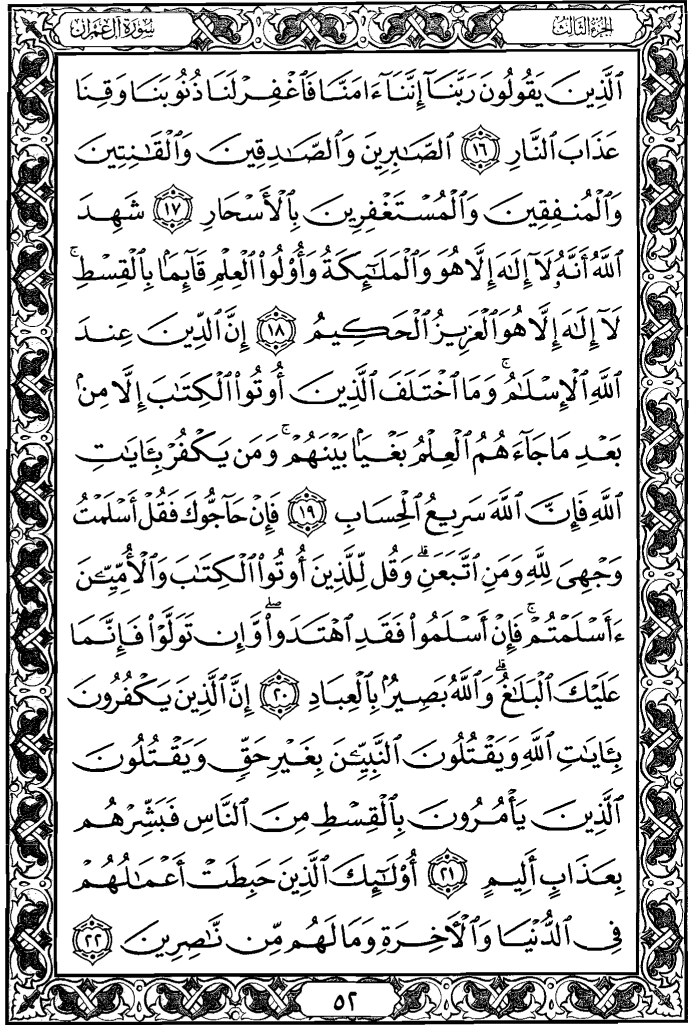 الجزء الثالث
سورة آل عمران
ٱلَّذِينَ يَقُولُونَ رَبَّنَآ إِنَّنَآ ءَامَنَّا فَٱغْفِرْ لَنَا ذُنُوبَنَا وَقِنَا
عَذَابَ ٱلنَّارِ ١٦ ٱلصَّٰبِرِينَ وَٱلصَّٰدِقِينَ وَٱلْقَٰنِتِينَ
وَٱلْمُنفِقِينَ وَٱلْمُسْتَغْفِرِينَ بِٱلْأَسْحَارِ ١٧ شَهِدَ
ٱللَّهُ أَنَّهُۥ لَآ إِلَٰهَ إِلَّا هُوَ وَٱلْمَلَٰٓئِكَةُ وَأُو۟لُوا۟ ٱلْعِلْمِ قَآئِمًۢا بِٱلْقِسْطِ ۚ
لَآ إِلَٰهَ إِلَّا هُوَ ٱلْعَزِيزُ ٱلْحَكِيمُ ١٨ إِنَّ ٱلدِّينَ عِندَ
ٱللَّهِ ٱلْإِسْلَٰمُ ۗ وَمَا ٱخْتَلَفَ ٱلَّذِينَ أُوتُوا۟ ٱلْكِتَٰبَ إِلَّا مِنۢ
بَعْدِ مَا جَآءَهُمُ ٱلْعِلْمُ بَغْيًۢا بَيْنَهُمْ ۗ وَمَن يَكْفُرْ بِـَٔايَٰتِ
ٱللَّهِ فَإِنَّ ٱللَّهَ سَرِيعُ ٱلْحِسَابِ ١٩ فَإِنْ حَآجُّوكَ فَقُلْ أَسْلَمْتُ
وَجْهِىَ لِلَّهِ وَمَنِ ٱتَّبَعَنِ ۗ وَقُل لِّلَّذِينَ أُوتُوا۟ ٱلْكِتَٰبَ وَٱلْأُمِّيِّـۧنَ
ءَأَسْلَمْتُمْ ۚ فَإِنْ أَسْلَمُوا۟ فَقَدِ ٱهْتَدَوا۟ ۖ وَّإِن تَوَلَّوْا۟ فَإِنَّمَا
عَلَيْكَ ٱلْبَلَٰغُ ۗ وَٱللَّهُ بَصِيرٌۢ بِٱلْعِبَادِ ٢٠ إِنَّ ٱلَّذِينَ يَكْفُرُونَ
بِـَٔايَٰتِ ٱللَّهِ وَيَقْتُلُونَ ٱلنَّبِيِّـۧنَ بِغَيْرِ حَقٍّ وَيَقْتُلُونَ
ٱلَّذِينَ يَأْمُرُونَ بِٱلْقِسْطِ مِنَ ٱلنَّاسِ فَبَشِّرْهُم
بِعَذَابٍ أَلِيمٍ ٢١ أُو۟لَٰٓئِكَ ٱلَّذِينَ حَبِطَتْ أَعْمَٰلُهُمْ
فِى ٱلدُّنْيَا وَٱلْءَاخِرَةِ وَمَا لَهُم مِّن نَّٰصِرِينَ ٢٢
٥٢